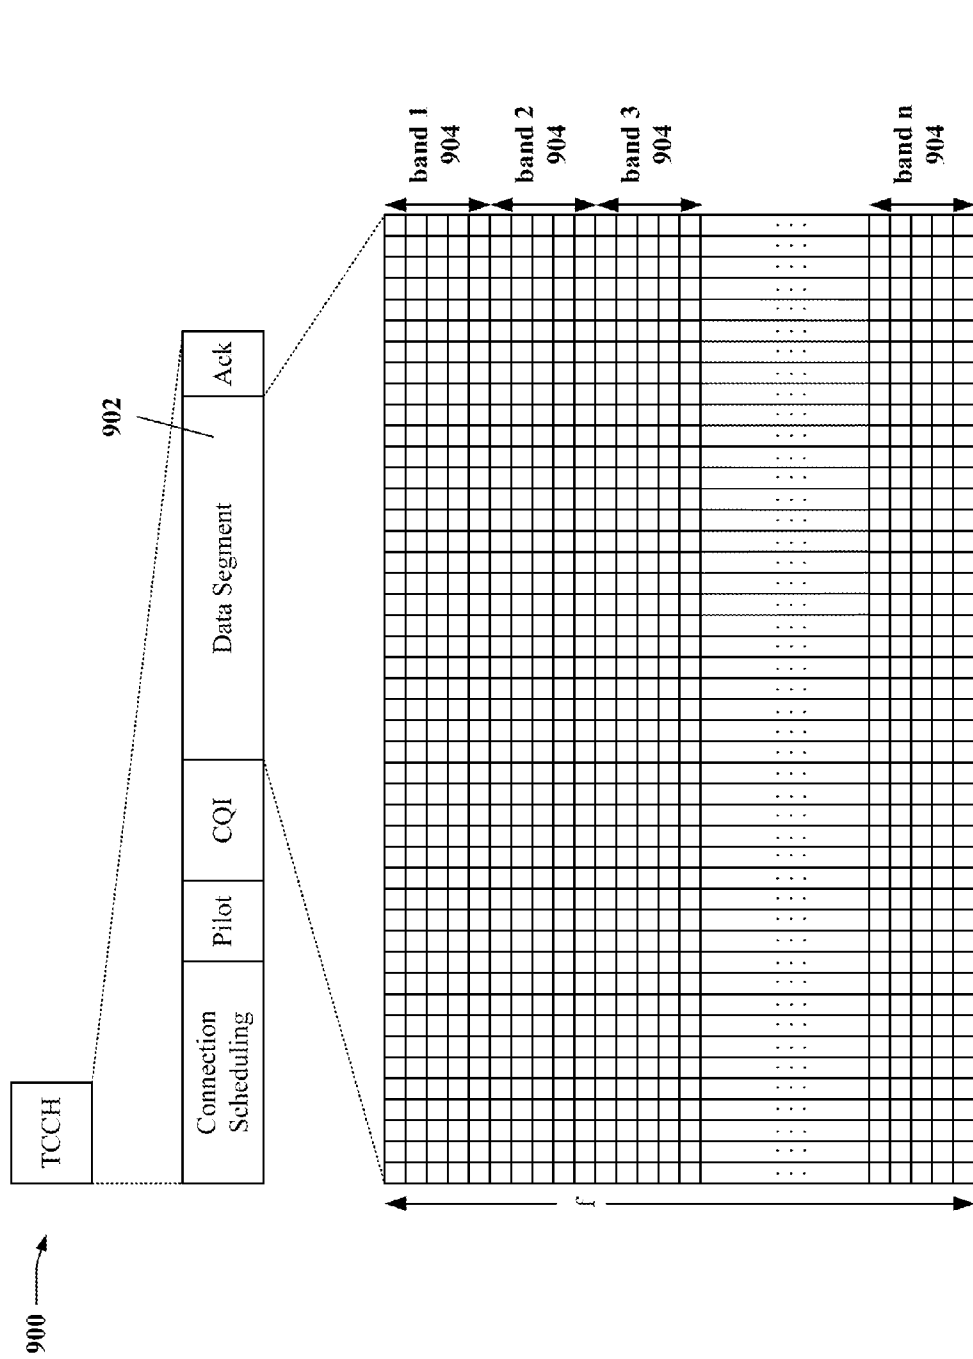 900
TCCH
Connection
Scheduling
Pilot
CQI
Data Segment
Ack
902
f
band 1
904
band 2
904
band 3
904
band n
904